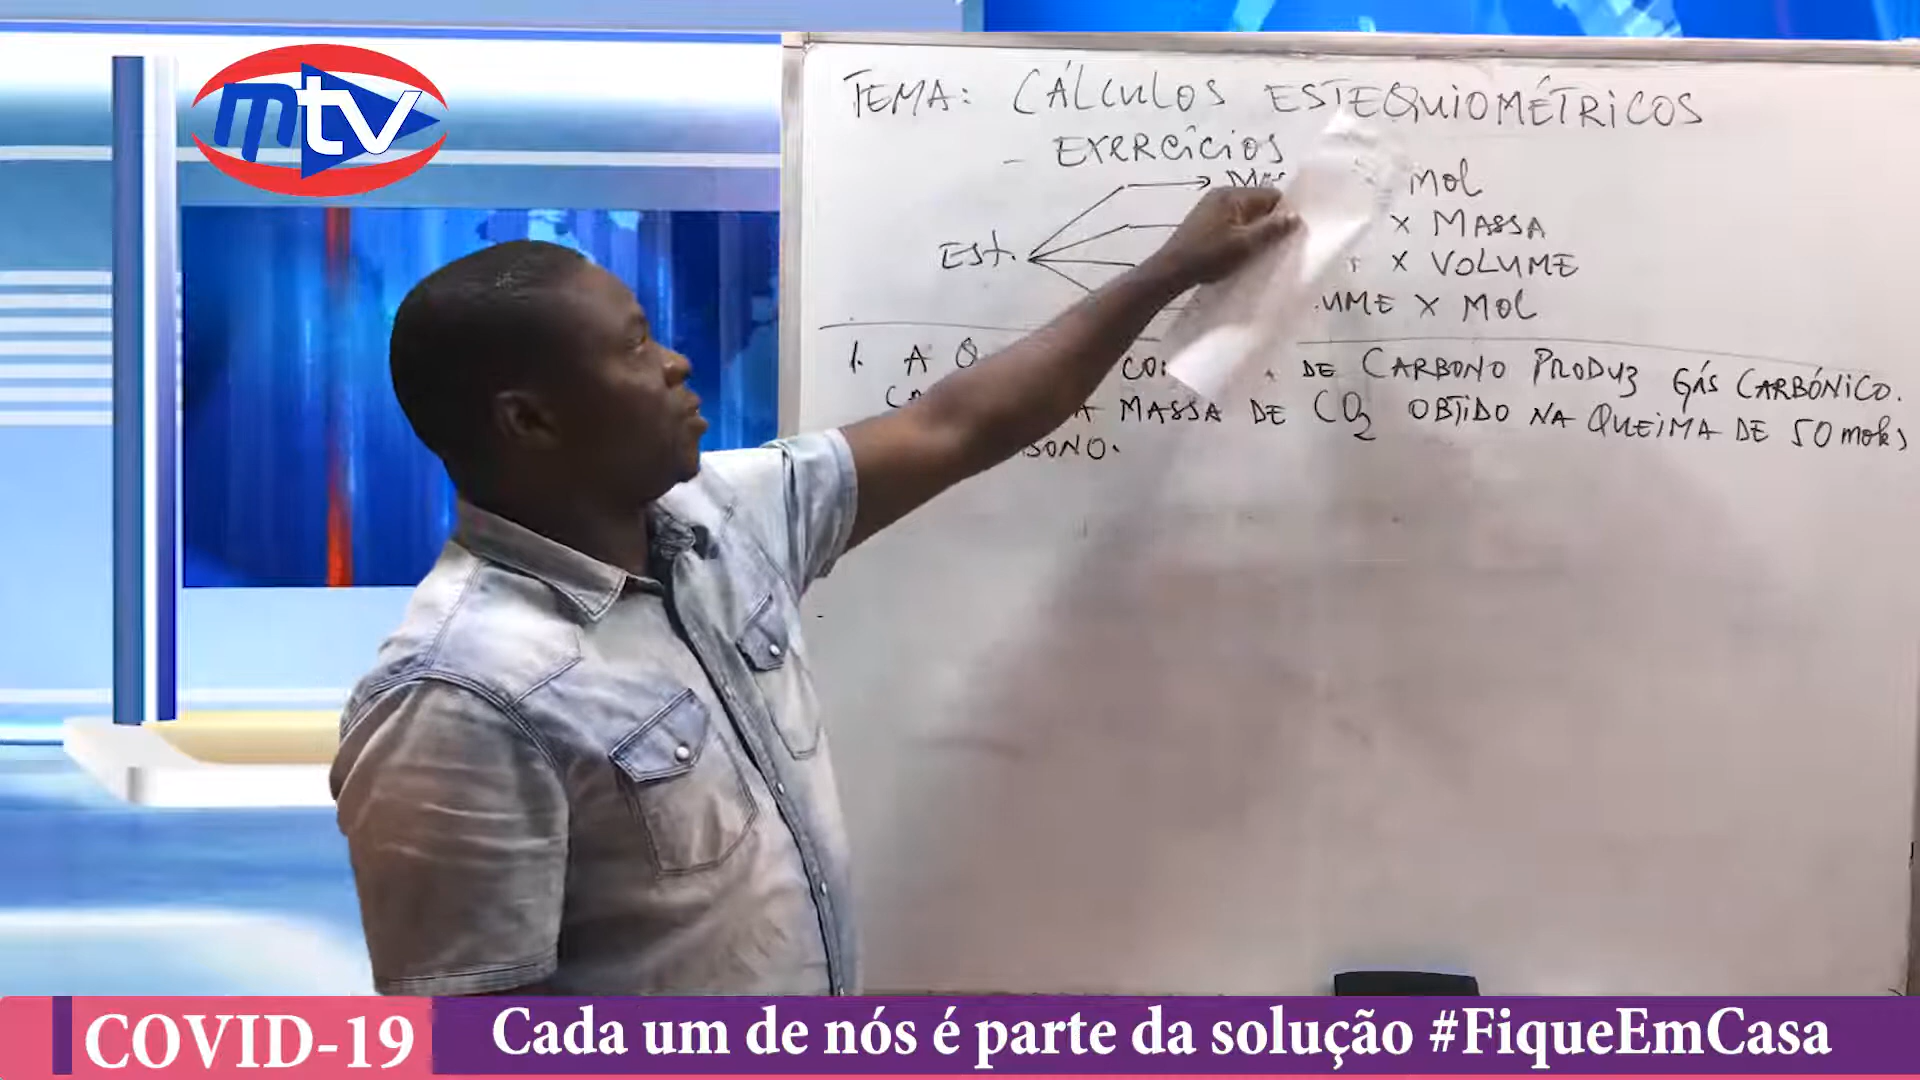 mtv
TEMA: CÁLCULOS ESTEQUIOMÉTRICOS
- EXERCÍCIOS
MOL
X MASSA
Est. X VOLUME
X MOL
1. A DE CARBONO PRODUZ GÁS CARBÓNICO.
MASSA DE CO2 OBTIDO NA QUEIMA DE 50 moles
COVID-19 Cada um de nós é parte da solução #FiqueEmCasa